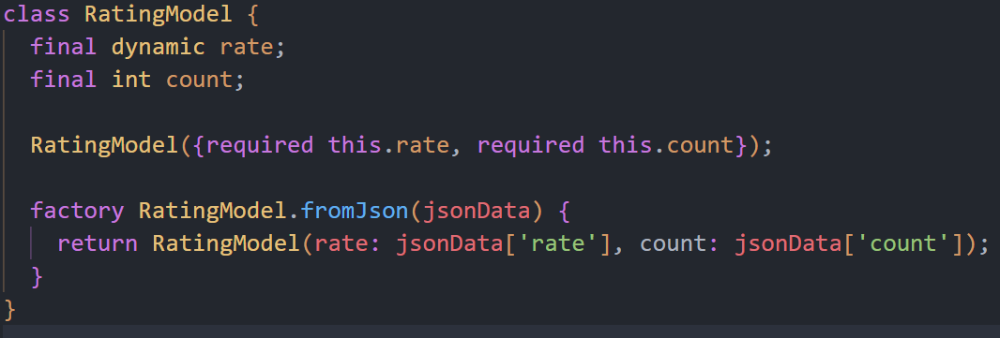 class RatingModel {
  final dynamic rate;
  final int count;

  RatingModel({required this.rate, required this.count});

  factory RatingModel.fromJson(jsonData) {
    return RatingModel(rate: jsonData['rate'], count: jsonData['count']);
  }
}